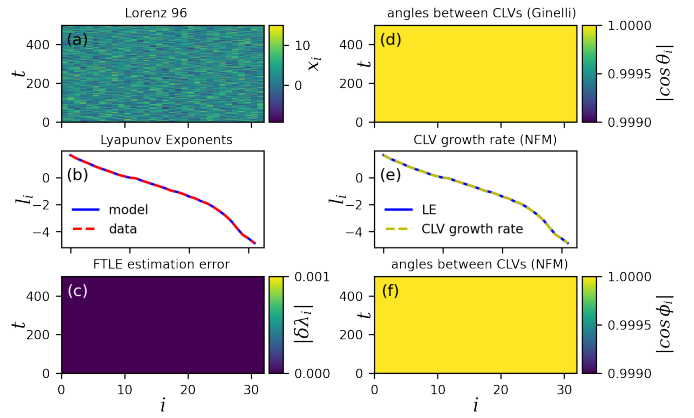 Lorenz 96
(a)
t
400
200
0
10
0
x_i
angles between CLVs (Ginelli)
(d)
t
400
200
0
1.0000
0.9995
0.9990
|cos θ_i|
Lyapunov Exponents
(b)
l_i
0
−2
−4
model
data
CLV growth rate (NFM)
(e)
l_i
0
−2
−4
LE
CLV growth rate
FTLE estimation error
(c)
t
400
200
0
0 10 20 30
i
0.001
0.000
|δλ_i|
angles between CLVs (NFM)
(f)
t
400
200
0
0 10 20 30
i
1.0000
0.9995
0.9990
|cos ϕ_i|